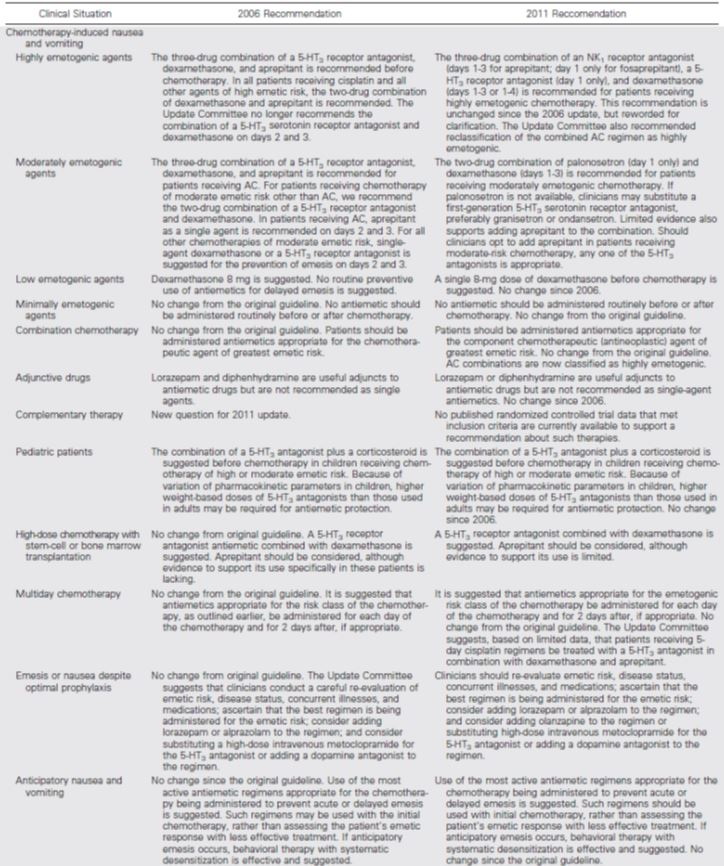 Clinical Situation 2006 Recommendation 2011 Reccomendation
Chemotherapy-induced nausea
and vomiting
Highly emetogenic agents
The three-drug combination of a 5-HT₃ receptor antagonist,
dexamethasone, and aprepitant is recommended before
chemotherapy. In all patients receiving cisplatin and all
other agents of high emetic risk, the two-drug combination
of dexamethasone and aprepitant is recommended. The
Update Committee no longer recommends the
combination of a 5-HT₃ serotonin receptor antagonist and
dexamethasone on days 2 and 3.
The three-drug combination of an NK₁ receptor antagonist
(days 1-3 for aprepitant; day 1 only for fosaprepitant), a 5-
HT₃ receptor antagonist (day 1 only), and dexamethasone
(days 1-3 or 1-4) is recommended for patients receiving
highly emetogenic chemotherapy. This recommendation is
unchanged since the 2006 update, but reworded for
clarification. The Update Committee also recommended
reclassification of the combined AC regimen as highly
emetogenic.
Moderately emetogenic
agents
The three-drug combination of a 5-HT₃ receptor antagonist,
dexamethasone, and aprepitant is recommended for
patients receiving AC. For patients receiving chemotherapy
of moderate emetic risk other than AC, we recommend
the two-drug combination of a 5-HT₃ receptor antagonist
and dexamethasone. In patients receiving AC, aprepitant
as a single agent is recommended on days 2 and 3. For all
other chemotherapies of moderate emetic risk, single-
agent dexamethasone or a 5-HT₃ receptor antagonist is
suggested for the prevention of emesis on days 2 and 3.
The two-drug combination of palonosetron (day 1 only) and
dexamethasone (days 1-3) is recommended for patients
receiving moderately emetogenic chemotherapy. If
palonosetron is not available, clinicians may substitute a
first-generation 5-HT₃ serotonin receptor antagonist,
preferably granisetron or ondansetron. Limited evidence also
supports adding aprepitant to the combination. Should
clinicians opt to add aprepitant in patients receiving
moderate-risk chemotherapy, any one of the 5-HT₃
antagonists is appropriate.
Low emetogenic agents
Dexamethasone 8 mg is suggested. No routine preventive
use of antiemetics for delayed emesis is suggested.
A single 8-mg dose of dexamethasone before chemotherapy is
suggested. No change since 2006.
Minimally emetogenic
agents
No change from the original guideline. No antiemetic should
be administered routinely before or after chemotherapy.
No antiemetic should be administered routinely before or after
chemotherapy. No change from the original guideline.
Combination chemotherapy
No change from the original guideline. Patients should be
administered antiemetics appropriate for the chemothera-
peutic agent of greatest emetic risk.
Patients should be administered antiemetics appropriate for
the component chemotherapeutic (antineoplastic) agent of
greatest emetic risk. No change from the original guideline.
AC combinations are now classified as highly emetogenic.
Adjunctive drugs
Lorazepam and diphenhydramine are useful adjuncts to
antiemetic drugs but are not recommended as single
agents.
Lorazepam or diphenhydramine are useful adjuncts to
antiemetic drugs but are not recommended as single-agent
antiemetics. No change since 2006.
Complementary therapy
New question for 2011 update.
No published randomized controlled trial data that met
inclusion criteria are currently available to support a
recommendation about such therapies.
Pediatric patients
The combination of a 5-HT₃ antagonist plus a corticosteroid is
suggested before chemotherapy in children receiving chem-
otherapy of high or moderate emetic risk. Because of
variation of pharmacokinetic parameters in children, higher
weight-based doses of 5-HT₃ antagonists than those used
in adults may be required for antiemetic protection.
The combination of a 5-HT₃ antagonist plus a corticosteroid is
suggested before chemotherapy in children receiving chemo-
therapy of high or moderate emetic risk. Because of
variation of pharmacokinetic parameters in children, higher
weight-based doses of 5-HT₃ antagonists than those used
in adults may be required for antiemetic protection. No change
since 2006.
High-dose chemotherapy with
stem-cell or bone marrow
transplantation
No change from original guideline. A 5-HT₃ receptor
antagonist antiemetic combined with dexamethasone is
suggested. Aprepitant should be considered, although
evidence to support its use specifically in these patients is
lacking.
A 5-HT₃ receptor antagonist combined with dexamethasone is
suggested. Aprepitant should be considered, although
evidence to support its use is limited.
Multiday chemotherapy
No change from the original guideline. It is suggested that
antiemetics appropriate for the risk class of the chemother-
apy, as outlined earlier, be administered for each day of
the chemotherapy and for 2 days after, if appropriate.
It is suggested that antiemetics appropriate for the emetogenic
risk class of the chemotherapy be administered for each day
of the chemotherapy and for 2 days after, if appropriate. No
change from the original guideline. The Update Committee
suggests, based on limited data, that patients receiving 5-
day cisplatin regimens be treated with a 5-HT₃ antagonist in
combination with dexamethasone and aprepitant.
Emesis or nausea despite
optimal prophylaxis
No change from original guideline. The Update Committee
suggests that clinicians conduct a careful re-evaluation of
emetic risk, disease status, concurrent illnesses, and
medications; ascertain that the best regimen is being
administered for the emetic risk; consider adding
lorazepam or alprazolam to the regimen; and consider
substituting a high-dose intravenous metoclopramide for
the 5-HT₃ antagonist or adding a dopamine antagonist to
the regimen.
Clinicians should re-evaluate emetic risk, disease status,
concurrent illnesses, and medications; ascertain that the
best regimen is being administered for the emetic risk;
consider adding lorazepam or alprazolam to the regimen;
and consider adding olanzapine to the regimen or
substituting high-dose intravenous metoclopramide for the
5-HT₃ antagonist or adding a dopamine antagonist to the
regimen.
Anticipatory nausea and
vomiting
No change since the original guideline. Use of the most
active antiemetic regimens appropriate for the chemothera-
py being administered to prevent acute or delayed emesis
is suggested. Such regimens may be used with the initial
chemotherapy, rather than assessing the patient's emetic
response with less effective treatment. If anticipatory
emesis occurs, behavioral therapy with systematic
desensitization is effective and suggested.
Use of the most active antiemetic regimens appropriate for the
chemotherapy being administered to prevent acute or
delayed emesis is suggested. Such regimens should be
used with initial chemotherapy, rather than assessing the
patient's emetic response with less effective treatment. If
anticipatory emesis occurs, behavioral therapy with
systematic desensitization is effective and suggested. No
change since the original guideline.